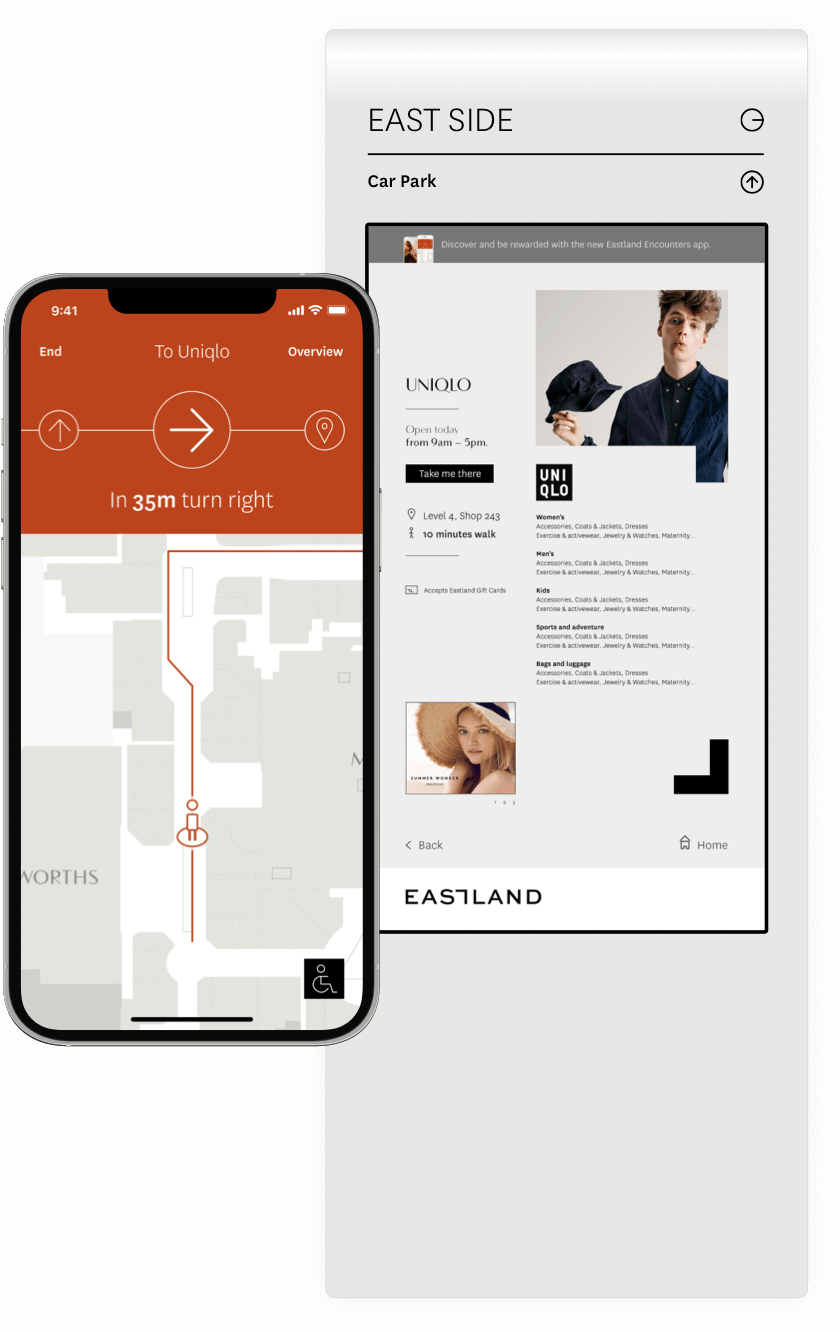 EAST SIDE
Car Park
Discover and be rewarded with the new Eastland Encounters app.
9:41
End
To Uniqlo
Overview
In 35m turn right
WORTHS
M
UNIQLO
Open today
from 9am – 5pm.
Take me there
Level 4, Shop 243
10 minutes walk
Accepts Eastland Gift Cards
UNI
QLO
Women's
Accessories, Coats & Jackets, Dresses
Exercise & activewear, Jewelry & Watches, Maternity...
Men's
Accessories, Coats & Jackets, Dresses
Exercise & activewear, Jewelry & Watches, Maternity...
Kids
Accessories, Coats & Jackets, Dresses
Exercise & activewear, Jewelry & Watches, Maternity...
Sports and adventure
Accessories, Coats & Jackets, Dresses
Exercise & activewear, Jewelry & Watches, Maternity...
Bags and luggage
Accessories, Coats & Jackets, Dresses
Exercise & activewear, Jewelry & Watches, Maternity...
SUMMER WONDER
1 2 3
Back
Home
EASTLAND